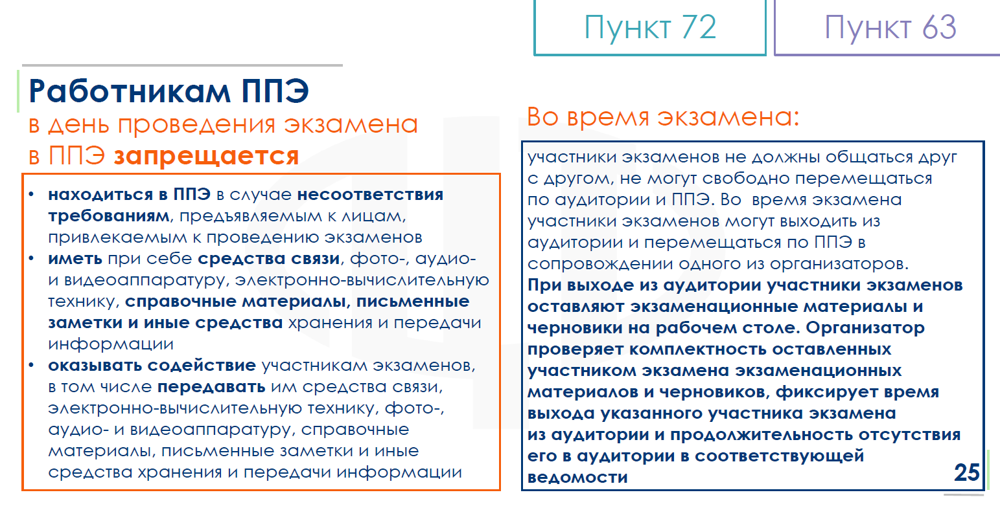 Пункт 72
Пункт 63
Работникам ППЭ
в день проведения экзамена
в ППЭ запрещается
• находиться в ППЭ в случае несоответствия
требованиям, предъявляемым к лицам,
привлекаемым к проведению экзаменов
• иметь при себе средства связи, фото-, аудио-
и видеоаппаратуру, электронно-вычислительную
технику, справочные материалы, письменные
заметки и иные средства хранения и передачи
информации
• оказывать содействие участникам экзаменов,
в том числе передавать им средства связи,
электронно-вычислительную технику, фото-,
аудио- и видеоаппаратуру, справочные
материалы, письменные заметки и иные
средства хранения и передачи информации
Во время экзамена:
участники экзаменов не должны общаться друг
с другом, не могут свободно перемещаться
по аудитории и ППЭ. Во  время экзамена
участники экзаменов могут выходить из
аудитории и перемещаться по ППЭ в
сопровождении одного из организаторов.
При выходе из аудитории участники экзаменов
оставляют экзаменационные материалы и
черновики на рабочем столе. Организатор
проверяет комплектность оставленных
участником экзамена экзаменационных
материалов и черновиков, фиксирует время
выхода указанного участника экзамена
из аудитории и продолжительность отсутствия
его в аудитории в соответствующей
ведомости
25